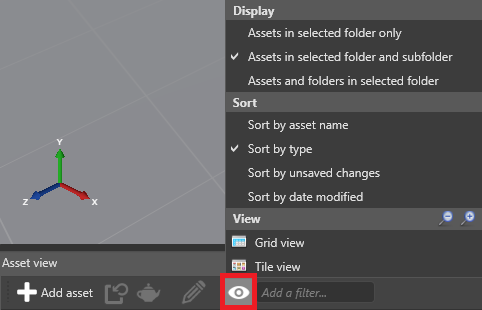 Display
Assets in selected folder only
Assets in selected folder and subfolder
Assets and folders in selected folder
Sort
Sort by asset name
Sort by type
Sort by unsaved changes
Sort by date modified
View
Grid view
Tile view
Y
Z
X
Asset view
Add asset
Add a filter...